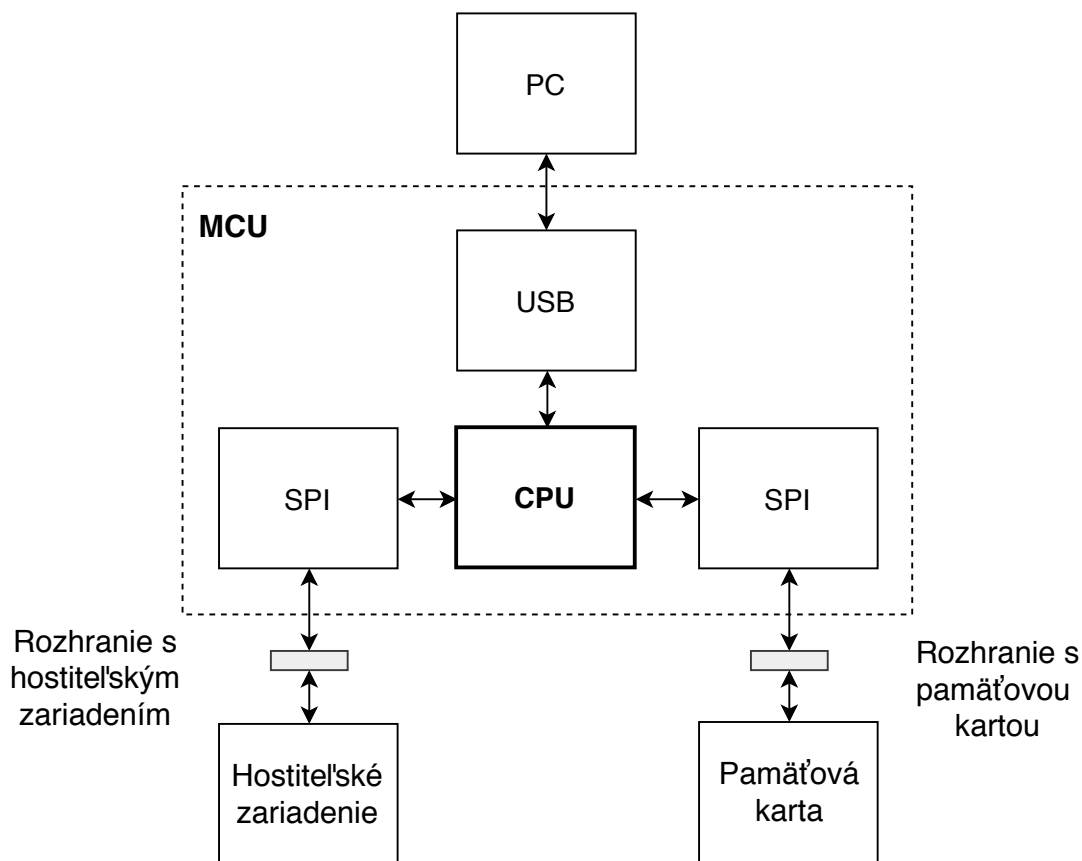 PC
MCU
USB
SPI
CPU
SPI
Rozhranie s
hostiteľským
zariadením
Rozhranie s
pamäťovou
kartou
Hostiteľské
zariadenie
Pamäťová
karta